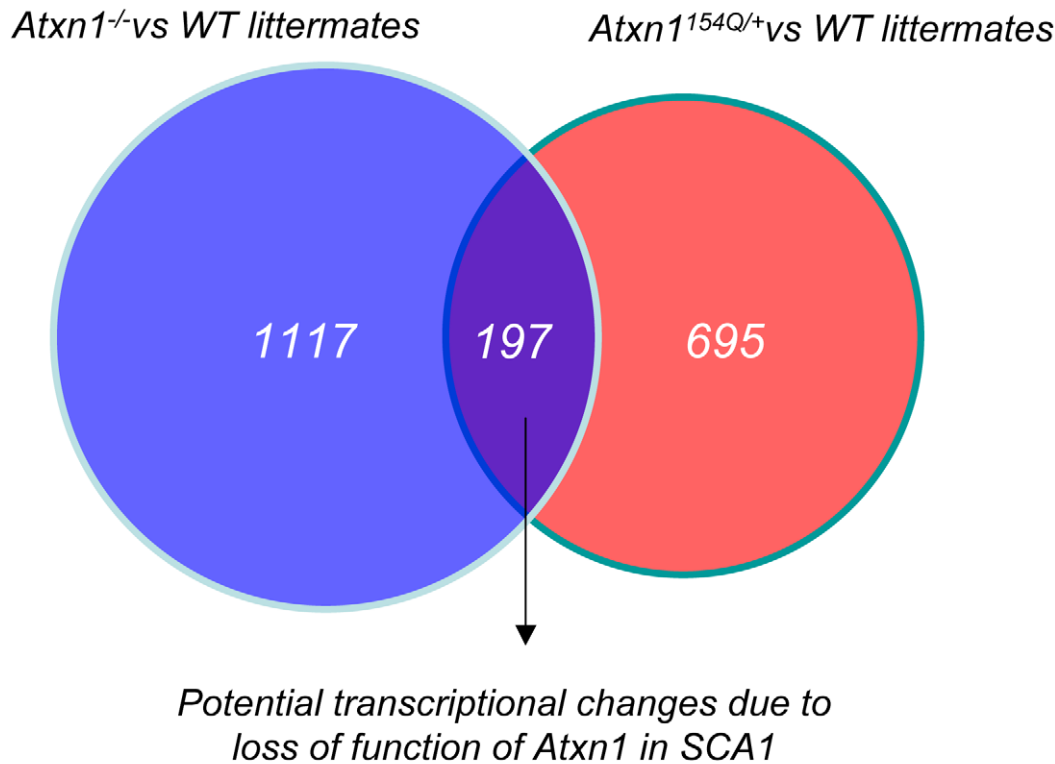 Atxn1-/-vs WT littermates
Atxn1154Q/+vs WT littermates
1117
197
695
Potential transcriptional changes due to
loss of function of Atxn1 in SCA1